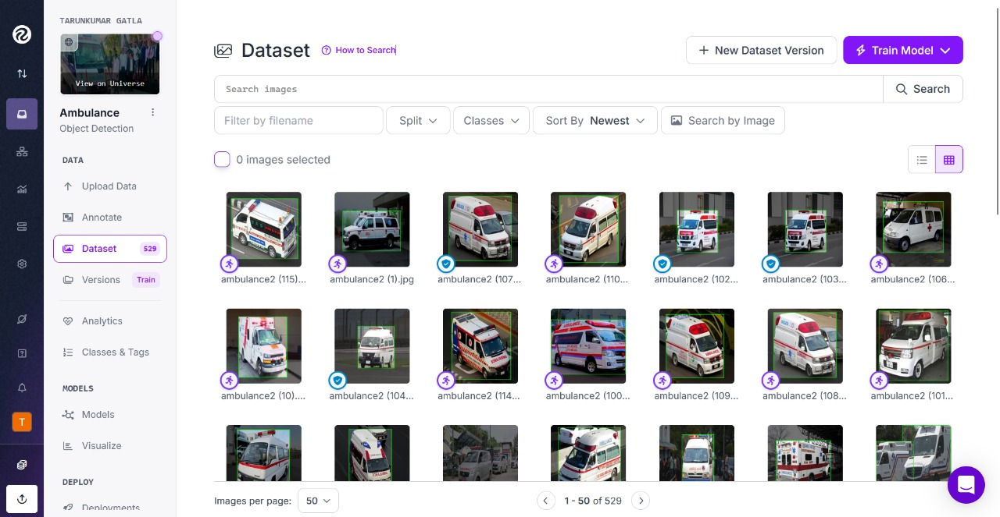 TARUNKUMAR GATLA
View on Universe
Ambulance
Object Detection
DATA
Upload Data
Annotate
Dataset 529
Versions Train
Analytics
Classes & Tags
MODELS
Models
Visualize
DEPLOY
Deployments
T
Dataset
How to Search
New Dataset Version
Train Model
Search images
Search
Filter by filename
Split
Classes
Sort By Newest
Search by Image
0 images selected
ambulance2 (115)...
ambulance2 (1).jpg
ambulance2 (107...
ambulance2 (110...
ambulance2 (102...
ambulance2 (103...
ambulance2 (106...
ambulance2 (10)....
ambulance2 (104...
ambulance2 (114...
ambulance2 (100...
ambulance2 (109...
ambulance2 (108...
ambulance2 (101...
Images per page: 50
1 - 50 of 529